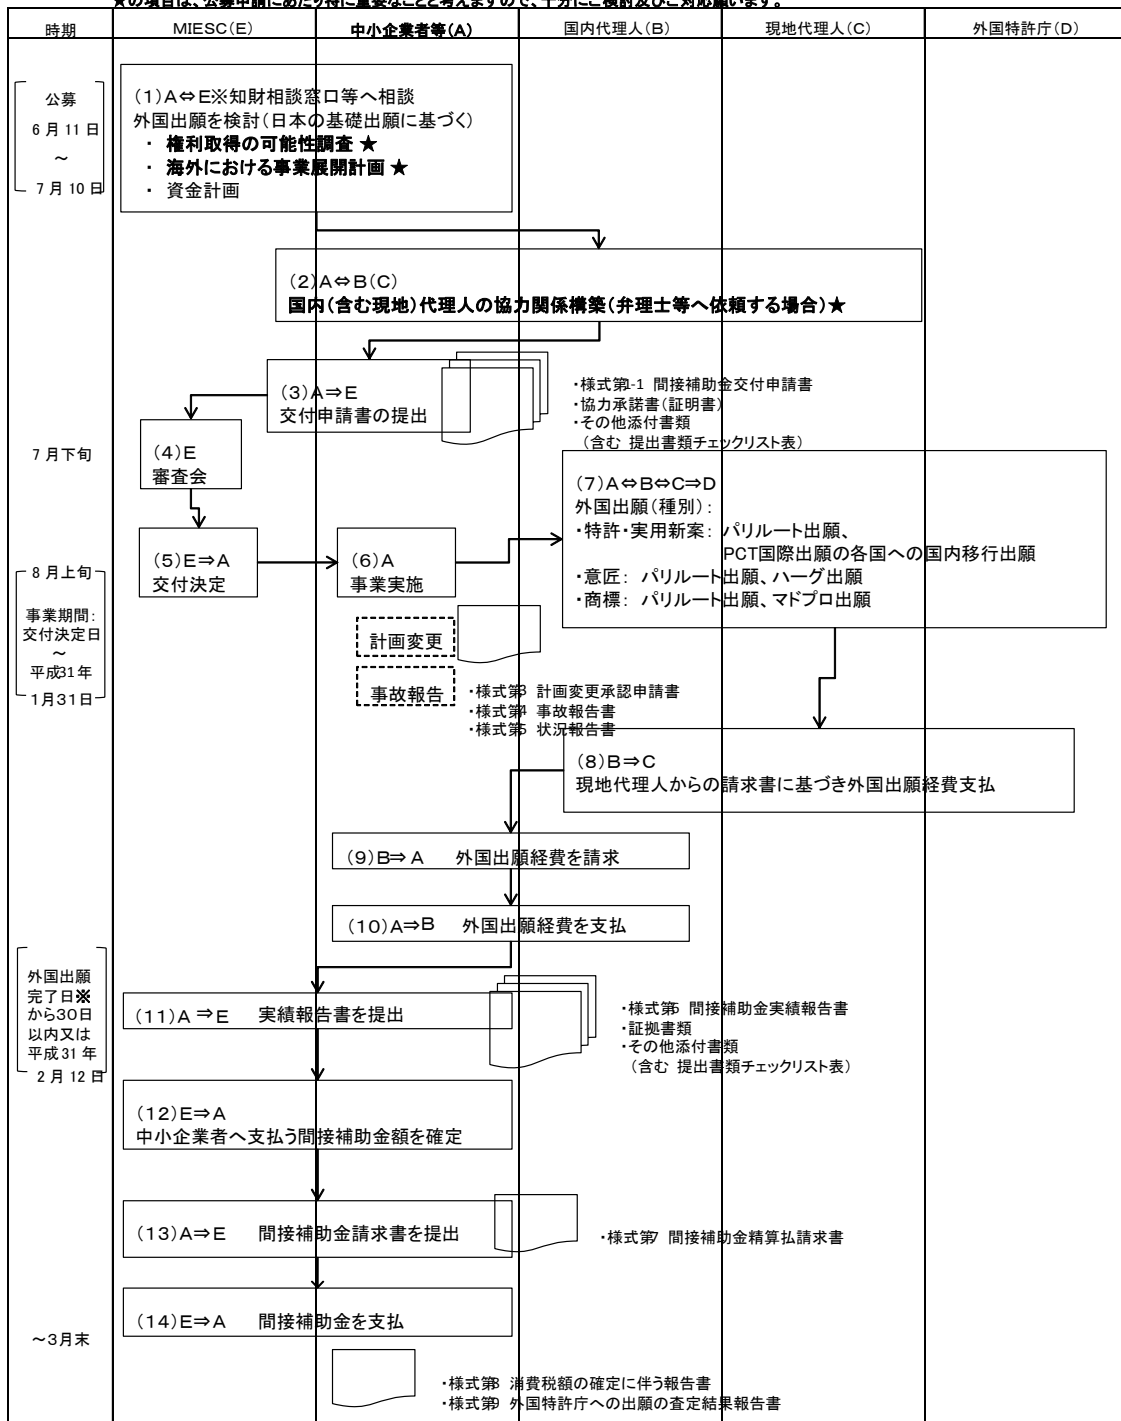 ★の項目は、公募申請にあたり特に重要なことと考えますので、十分にご検討及びご対応願います。
時期
MIESC(E)
中小企業者等(A)
国内代理人(B)
現地代理人(C)
外国特許庁(D)
公募
6月11日
～
7月10日
(1)A⇔E※知財相談窓口等へ相談
外国出願を検討(日本の基礎出願に基づく)
・ 権利取得の可能性調査 ★
・ 海外における事業展開計画 ★
・ 資金計画
(2)A⇔B(C)
国内(含む現地)代理人の協力関係構築(弁理士等へ依頼する場合)★
(3)A⇒E
交付申請書の提出
・様式第1-1 間接補助金交付申請書
・協力承諾書(証明書)
・その他添付書類
(含む 提出書類チェックリスト表)
7月下旬
(4)E
審査会
(5)E⇒A
交付決定
(6)A
事業実施
(7)A⇔B⇔C⇒D
外国出願(種別):
・特許・実用新案: パリルート出願、
PCT国際出願の各国への国内移行出願
・意匠: パリルート出願、ハーグ出願
・商標: パリルート出願、マドプロ出願
8月上旬
事業期間:
交付決定日
～
平成31年
1月31日
計画変更
事故報告
・様式第3 計画変更承認申請書
・様式第4 事故報告書
・様式第5 状況報告書
(8)B⇒C
現地代理人からの請求書に基づき外国出願経費支払
(9)B⇒A 外国出願経費を請求
(10)A⇒B 外国出願経費を支払
外国出願
完了日※
から30日
以内又は
平成31年
2月12日
(11)A ⇒E 実績報告書を提出
・様式第6 間接補助金実績報告書
・証拠書類
・その他添付書類
(含む 提出書類チェックリスト表)
(12)E⇒A
中小企業者へ支払う間接補助金額を確定
(13)A⇒E 間接補助金請求書を提出
・様式第7 間接補助金精算払請求書
(14)E⇒A 間接補助金を支払
～3月末
・様式第8 消費税額の確定に伴う報告書
・様式第9 外国特許庁への出願の査定結果報告書